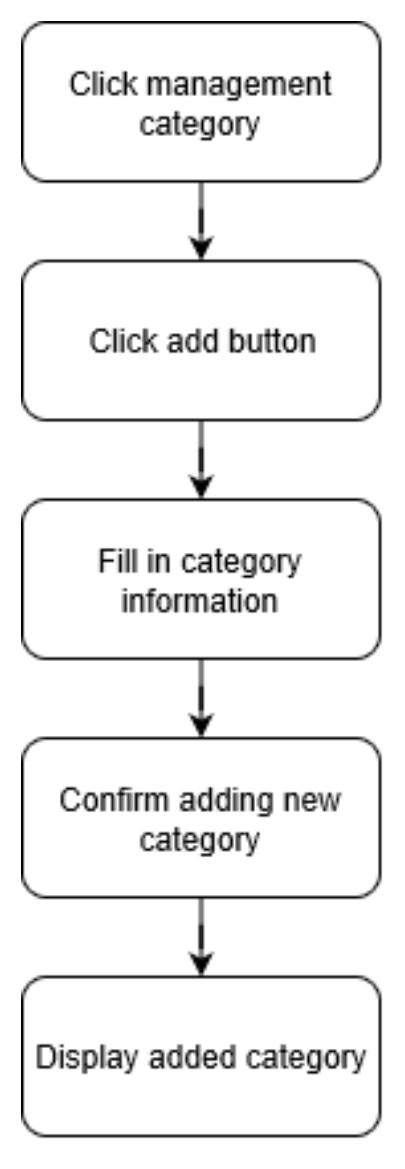 Click management
category
Click add button
Fill in category
information
Confirm adding new
category
Display added category